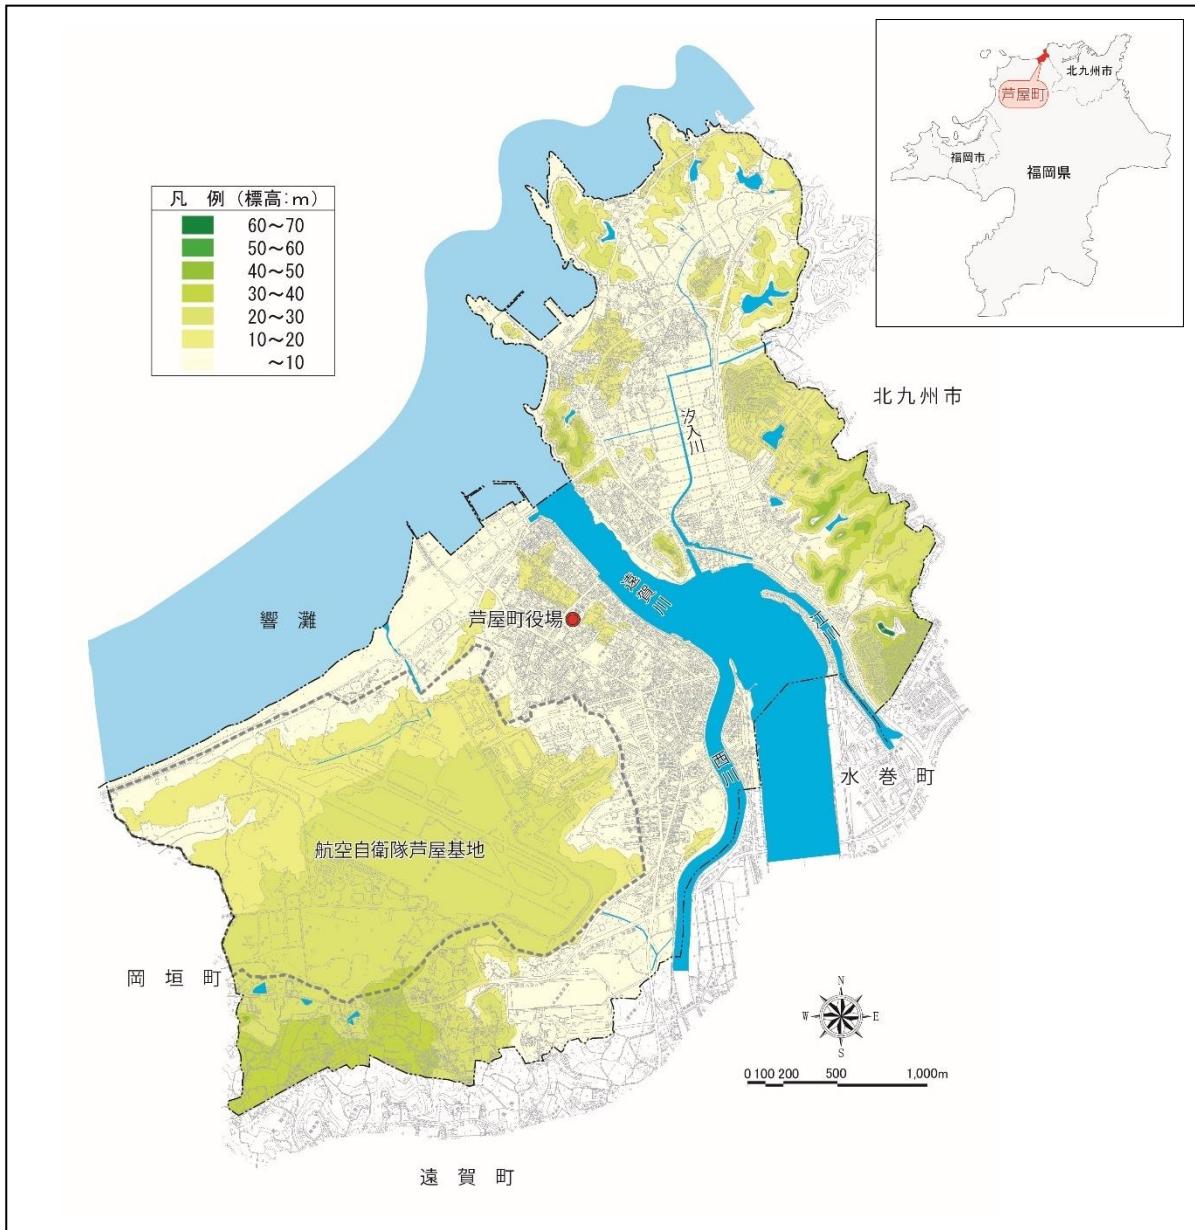 北九州市
芦屋町
福岡市
福岡県
凡 例 (標高:m)
60～70
50～60
40～50
30～40
20～30
10～20
～10
北九州市
汐入川
遠賀川
江川
響 灘
芦屋町役場
西川
水 巻 町
航空自衛隊芦屋基地
岡 垣 町
N
W E
S
0 100 200 500 1,000m
遠 賀 町